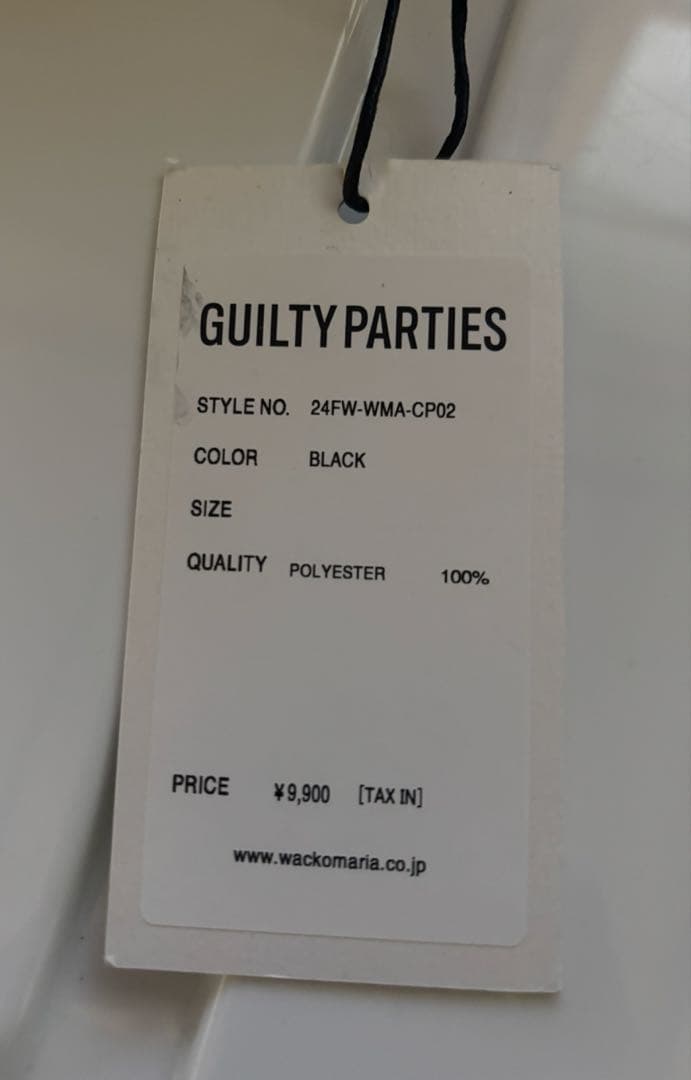 GUILTY PARTIES
STYLE NO. 24FW-WMA-CP02
COLOR BLACK
SIZE
QUALITY POLYESTER 100%
PRICE ¥9,900 [TAX IN]
www.wackomaria.co.jp